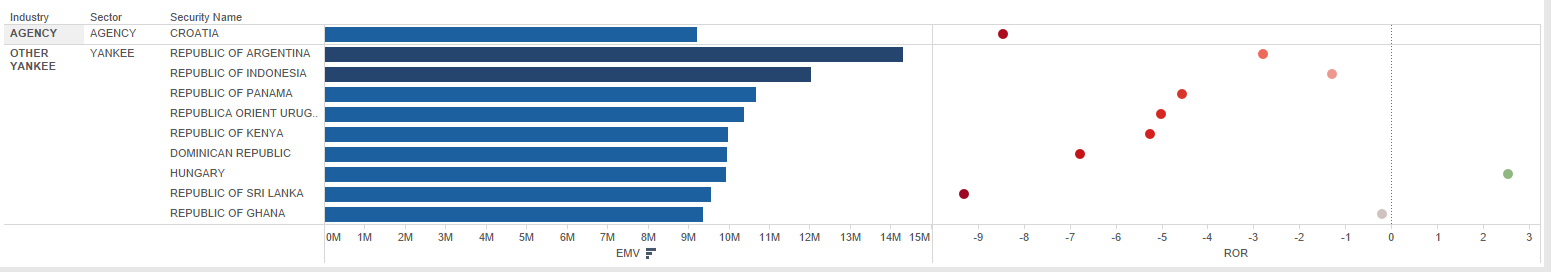 Industry Sector Security Name
AGENCY AGENCY CROATIA
OTHER YANKEE REPUBLIC OF ARGENTINA
YANKEE
REPUBLIC OF INDONESIA
REPUBLIC OF PANAMA
REPUBLICA ORIENT URUG..
REPUBLIC OF KENYA
DOMINICAN REPUBLIC
HUNGARY
REPUBLIC OF SRI LANKA
REPUBLIC OF GHANA
0M 1M 2M 3M 4M 5M 6M 7M 8M 9M 10M 11M 12M 13M 14M 15M -9 -8 -7 -6 -5 -4 -3 -2 -1 0 1 2 3
EMV ROR